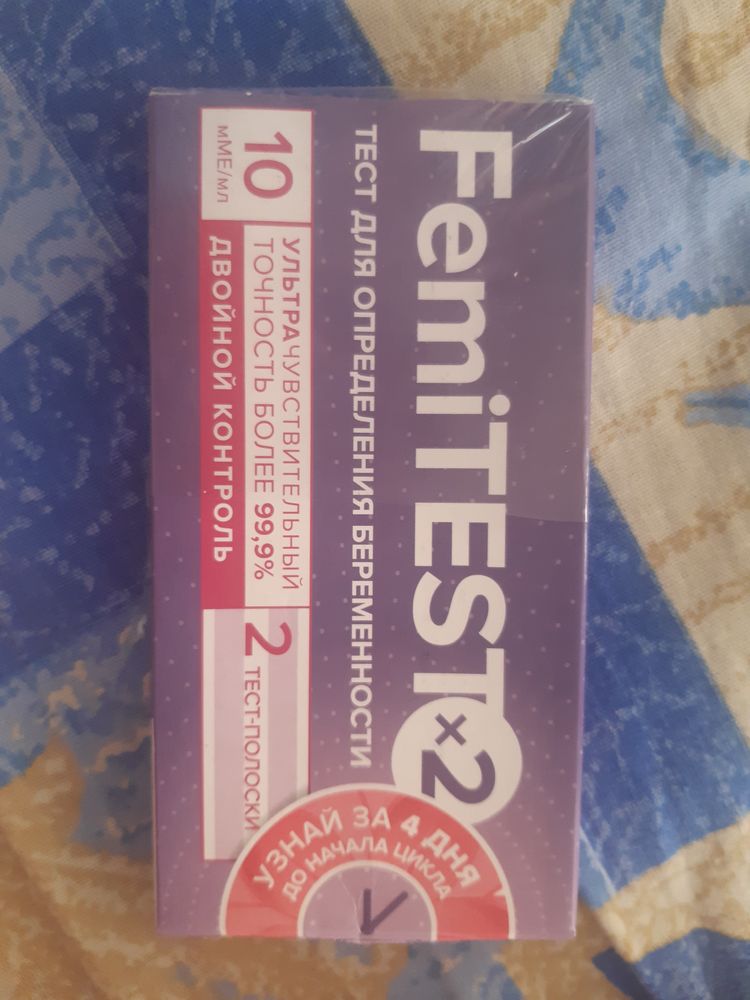 FemiTEST×2
ТЕСТ ДЛЯ ОПРЕДЕЛЕНИЯ БЕРЕМЕННОСТИ
10
мМЕ/мл
УЛЬТРАЧУВСТВИТЕЛЬНЫЙ
ТОЧНОСТЬ БОЛЕЕ 99,9%
ДВОЙНОЙ КОНТРОЛЬ
2
ТЕСТ-ПОЛОСКИ
УЗНАЙ ЗА 4 ДНЯ
ДО НАЧАЛА ЦИКЛА